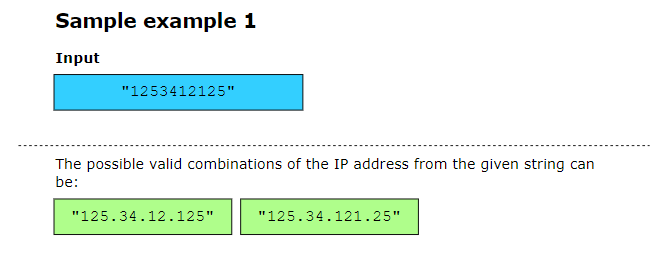 Sample example 1
Input
"1253412125"
The possible valid combinations of the IP address from the given string can
be:
"125.34.12.125" "125.34.121.25"